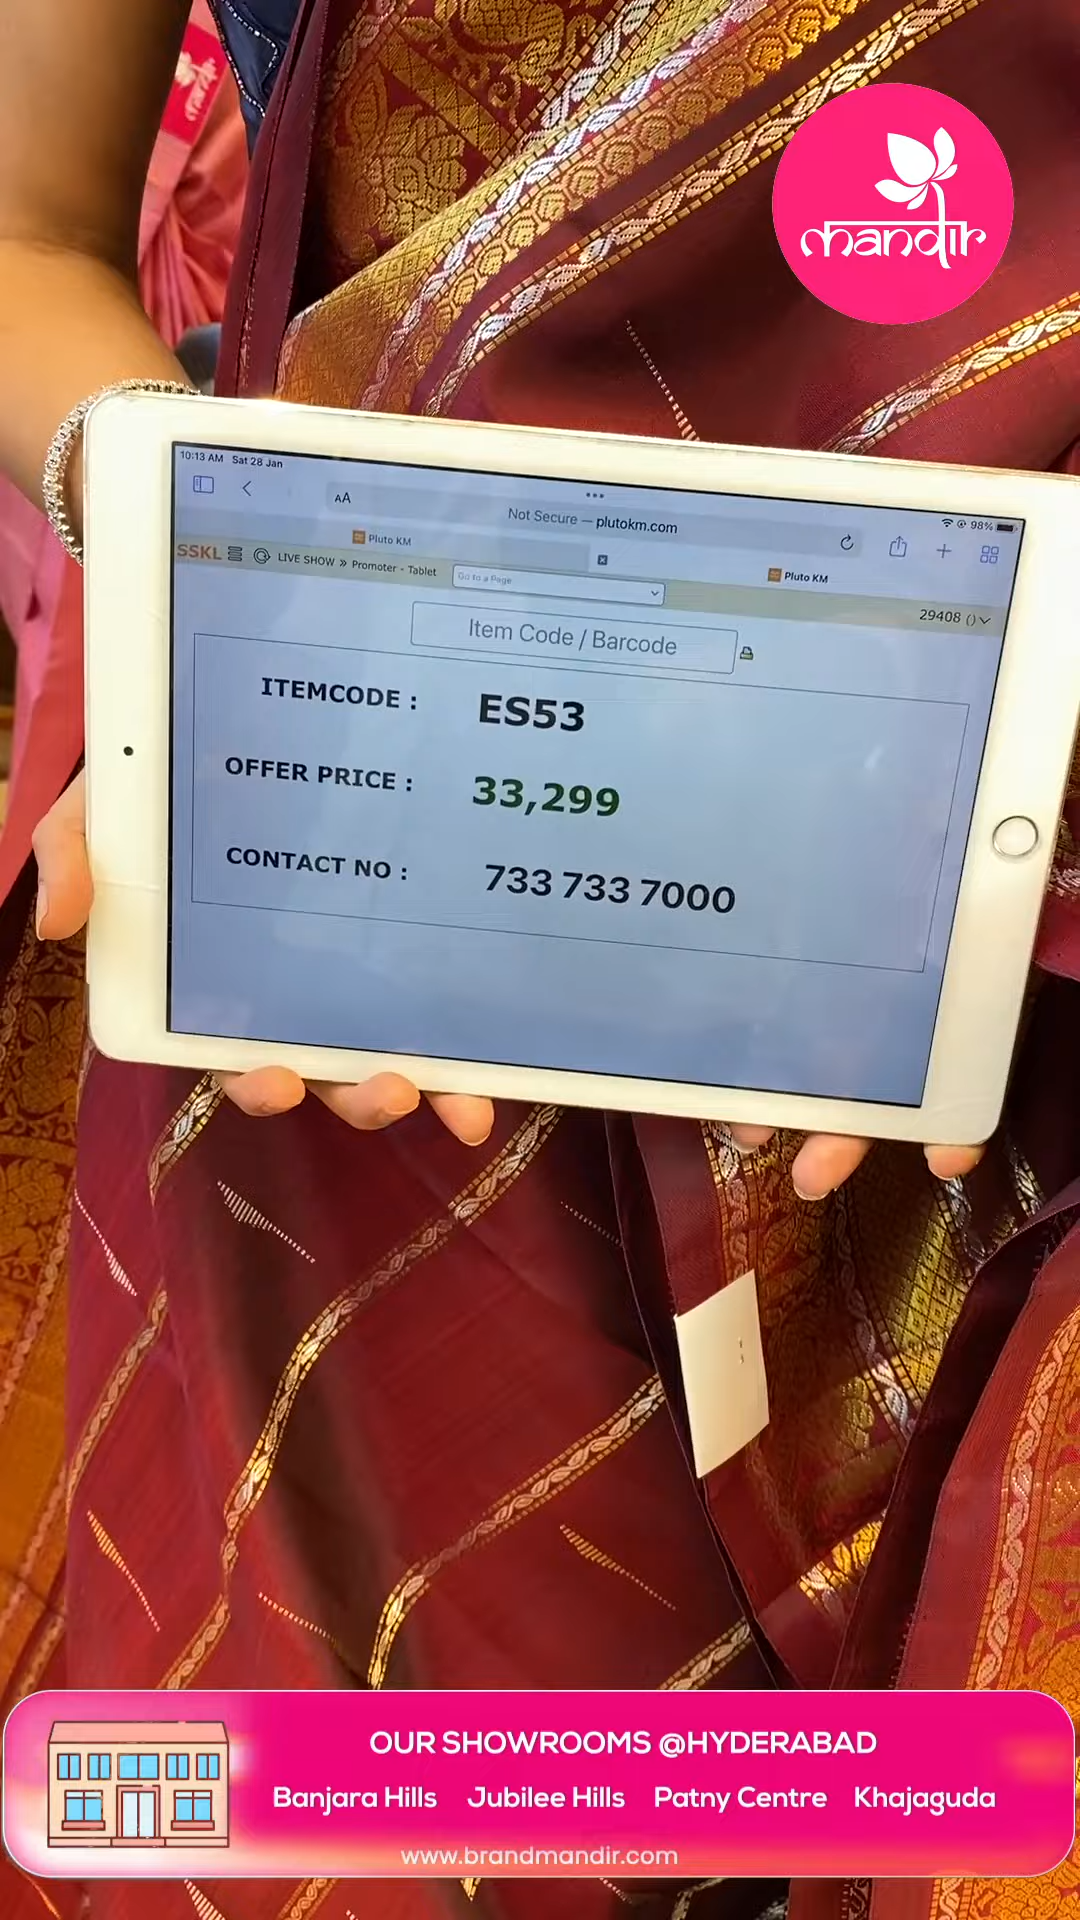 mandir
10:13 AM Sat 28 Jan
98%
AA
Not Secure — plutokm.com
Pluto KM
Pluto KM
SSKL
LIVE SHOW » Promoter - Tablet
Go to a Page
29408 ()
Item Code / Barcode
ITEMCODE : ES53
OFFER PRICE : 33,299
CONTACT NO : 733 733 7000
OUR SHOWROOMS @HYDERABAD
Banjara Hills Jubilee Hills Patny Centre Khajaguda
www.brandmandir.com